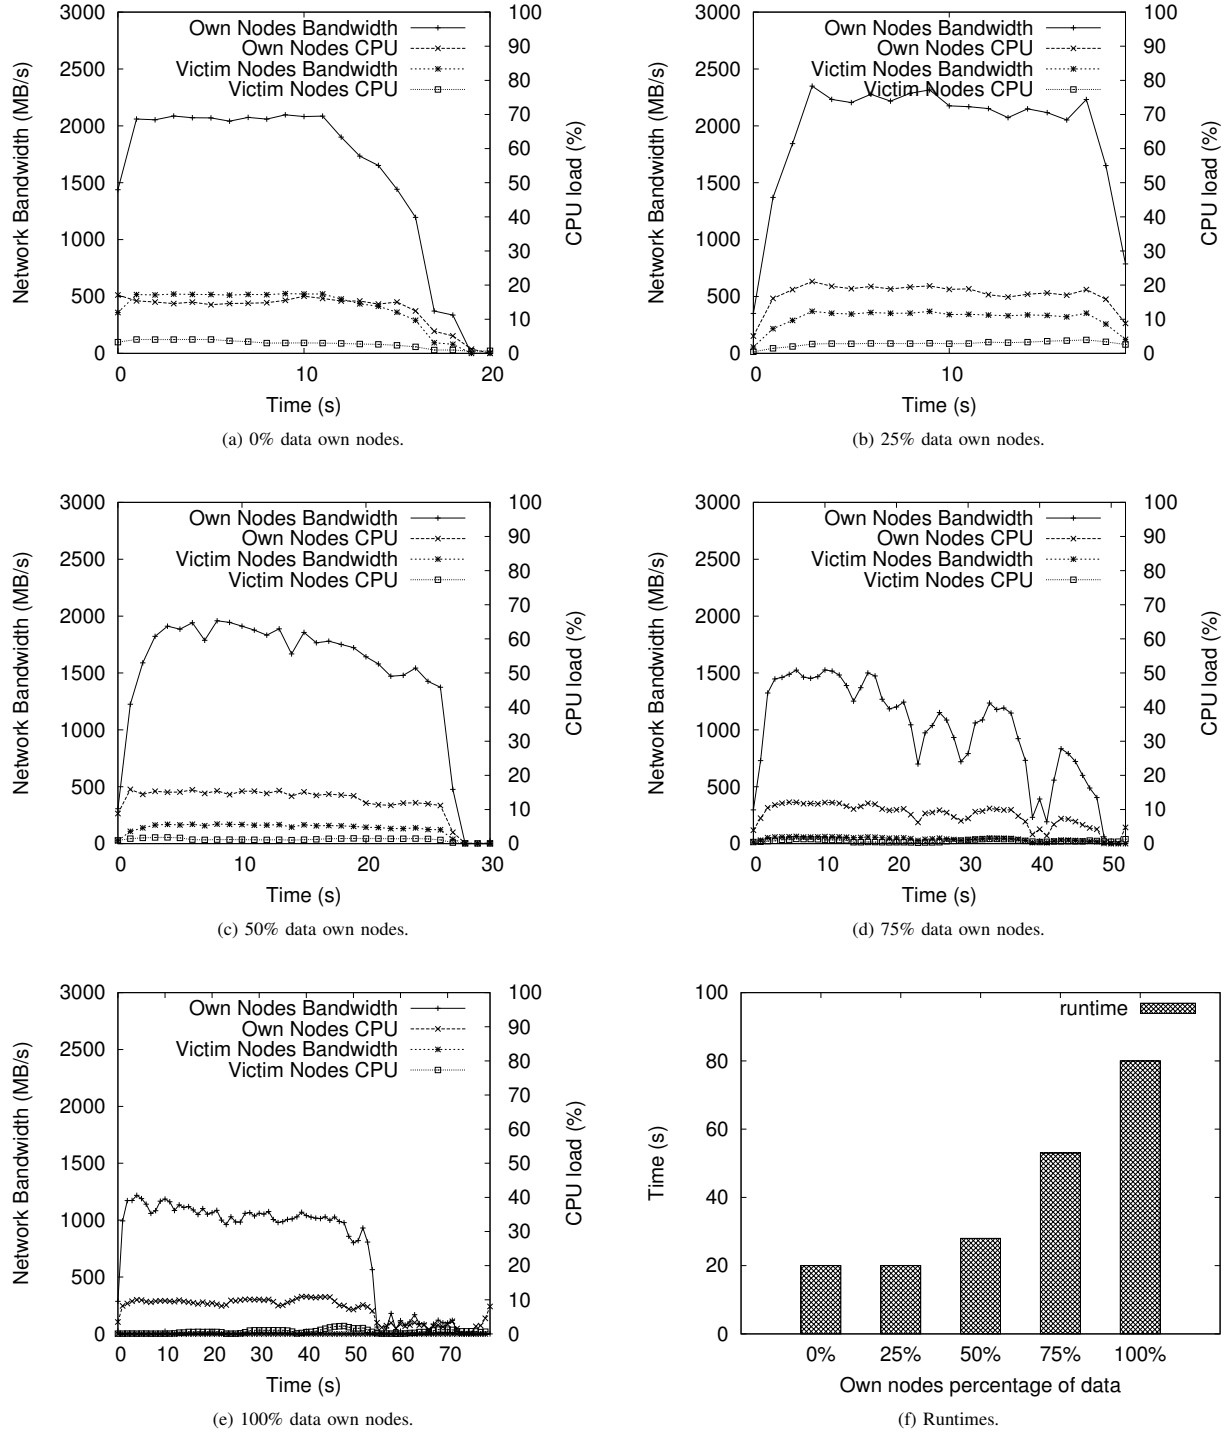 3000
2500
2000
1500
1000
500
0
Network Bandwidth (MB/s)
Own Nodes Bandwidth
Own Nodes CPU
Victim Nodes Bandwidth
Victim Nodes CPU
100
90
80
70
60
50
40
30
20
10
0
CPU load (%)
0 10 20
Time (s)
(a) 0% data own nodes.
3000
2500
2000
1500
1000
500
0
Network Bandwidth (MB/s)
Own Nodes Bandwidth
Own Nodes CPU
Victim Nodes Bandwidth
Victim Nodes CPU
100
90
80
70
60
50
40
30
20
10
0
CPU load (%)
0 10
Time (s)
(b) 25% data own nodes.
3000
2500
2000
1500
1000
500
0
Network Bandwidth (MB/s)
Own Nodes Bandwidth
Own Nodes CPU
Victim Nodes Bandwidth
Victim Nodes CPU
100
90
80
70
60
50
40
30
20
10
0
CPU load (%)
0 10 20 30
Time (s)
(c) 50% data own nodes.
3000
2500
2000
1500
1000
500
0
Network Bandwidth (MB/s)
Own Nodes Bandwidth
Own Nodes CPU
Victim Nodes Bandwidth
Victim Nodes CPU
100
90
80
70
60
50
40
30
20
10
0
CPU load (%)
0 10 20 30 40 50
Time (s)
(d) 75% data own nodes.
3000
2500
2000
1500
1000
500
0
Network Bandwidth (MB/s)
Own Nodes Bandwidth
Own Nodes CPU
Victim Nodes Bandwidth
Victim Nodes CPU
100
90
80
70
60
50
40
30
20
10
0
CPU load (%)
0 10 20 30 40 50 60 70
Time (s)
(e) 100% data own nodes.
100
80
60
40
20
0
Time (s)
runtime
0% 25% 50% 75% 100%
Own nodes percentage of data
(f) Runtimes.